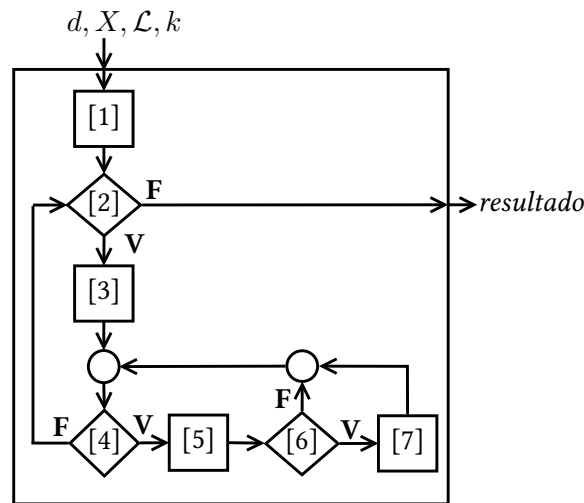 d, X, ℒ, k
[1]
[2]
F
resultado
V
[3]
F
[4]
V
[5]
F
[6]
V
[7]